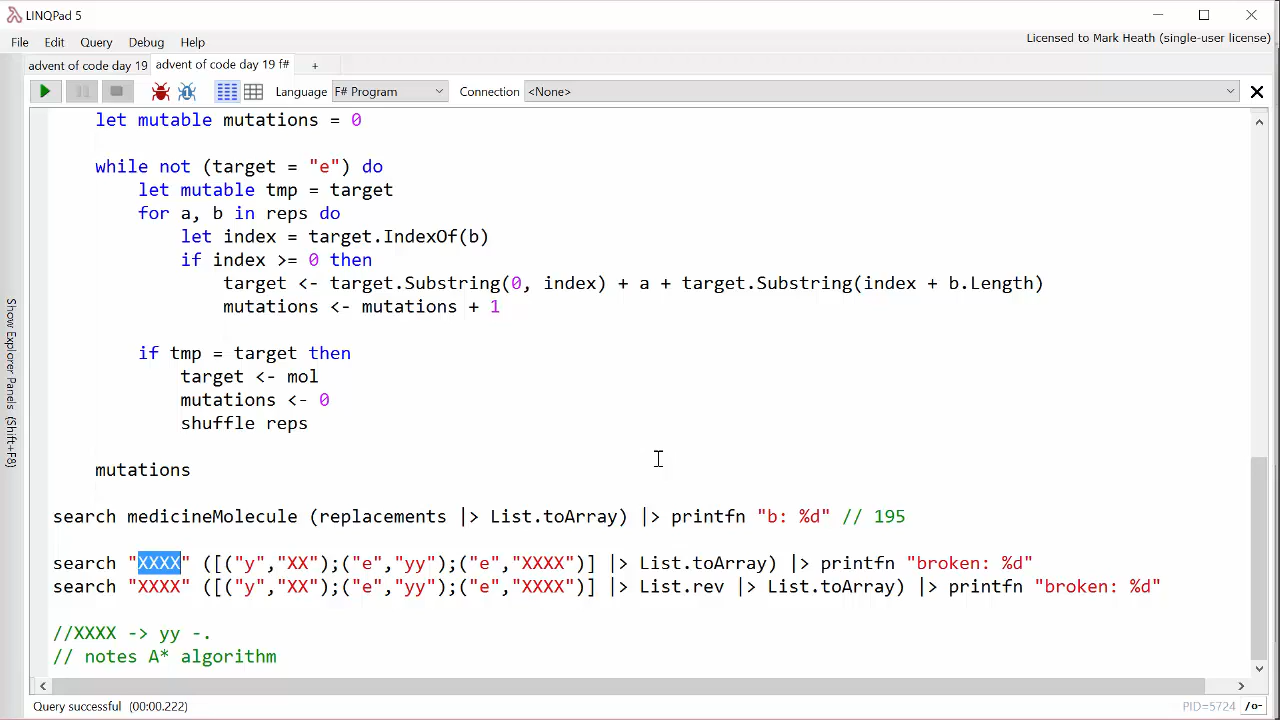 LINQPad 5
File Edit Query Debug Help
Licensed to Mark Heath (single-user license)
advent of code day 19 advent of code day 19 f# +
Language F# Program Connection <None>
let mutable mutations = 0
while not (target = "e") do
let mutable tmp = target
for a, b in reps do
let index = target.IndexOf(b)
if index >= 0 then
target <- target.Substring(0, index) + a + target.Substring(index + b.Length)
mutations <- mutations + 1
if tmp = target then
target <- mol
mutations <- 0
shuffle reps
mutations
search medicineMolecule (replacements |> List.toArray) |> printfn "b: %d" // 195
search "XXXX" ([("y","XX");("e","yy");("e","XXXX")] |> List.toArray) |> printfn "broken: %d"
search "XXXX" ([("y","XX");("e","yy");("e","XXXX")] |> List.rev |> List.toArray) |> printfn "broken: %d"
//XXXX -> yy -.
// notes A* algorithm
Show Explorer Panels (Shift+F8)
Query successful (00:00.222)
PID=5724 /o-